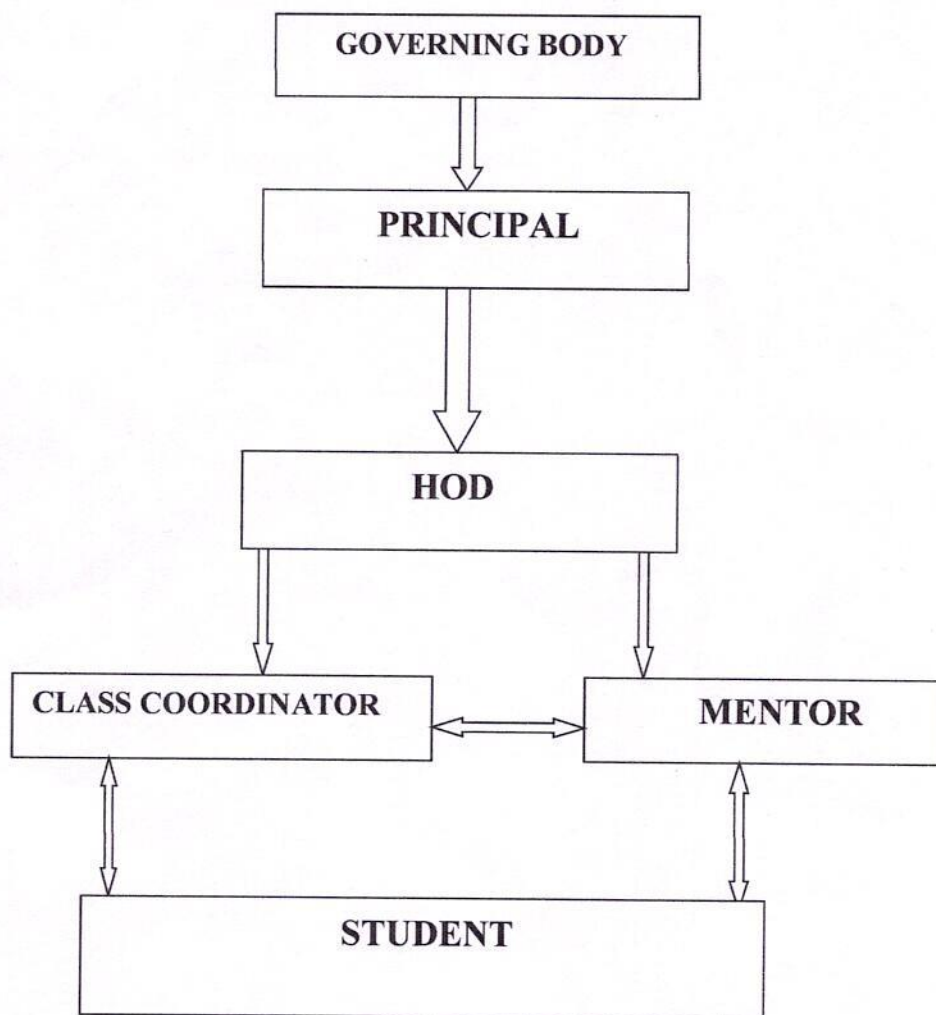 GOVERNING BODY
PRINCIPAL
HOD
CLASS COORDINATOR
MENTOR
STUDENT